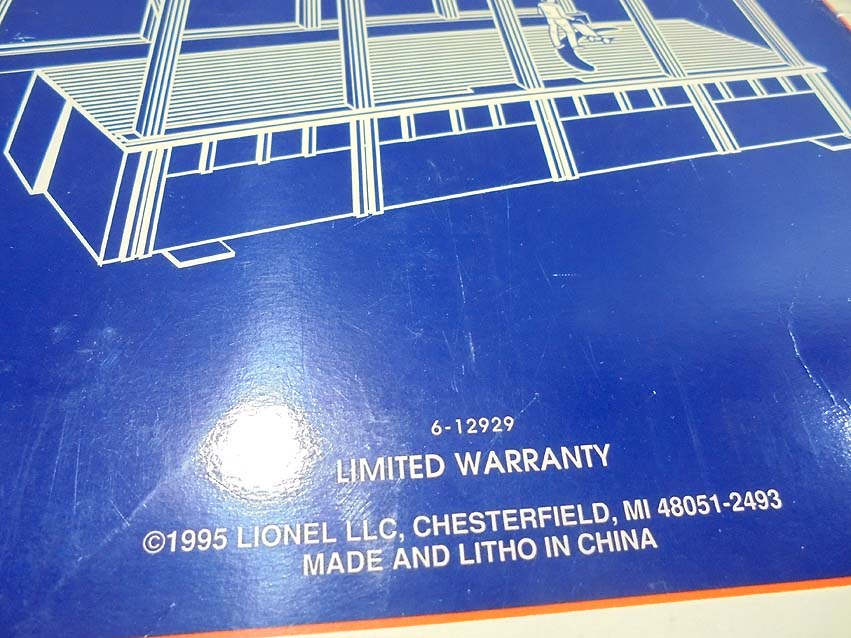 6-12929
LIMITED WARRANTY
©1995 LIONEL LLC, CHESTERFIELD, MI 48051-2493
MADE AND LITHO IN CHINA